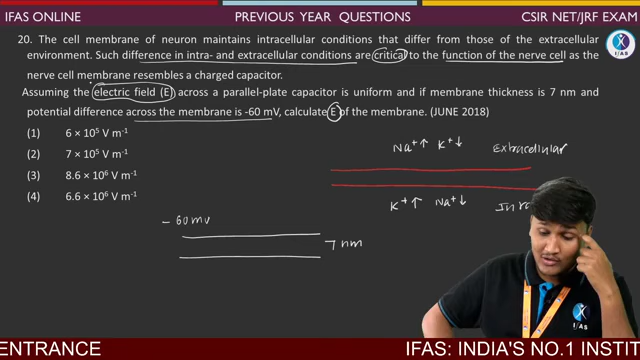 IFAS ONLINE PREVIOUS YEAR QUESTIONS CSIR NET/JRF EXAM
20. The cell membrane of neuron maintains intracellular conditions that differ from those of the extracellular
environment. Such difference in intra- and extracellular conditions are critical to the function of the nerve cell as the
nerve cell membrane resembles a charged capacitor.
Assuming the electric field (E) across a parallel-plate capacitor is uniform and if membrane thickness is 7 nm and
potential difference across the membrane is -60 mV, calculate E of the membrane. (JUNE 2018)
(1) 6 × 10⁵ V m⁻¹
(2) 7 × 10⁵ V m⁻¹
(3) 8.6 × 10⁶ V m⁻¹
(4) 6.6 × 10⁶ V m⁻¹
Na⁺↑ K⁺↓ Extracellular
K⁺↑ Na⁺↓
- 60 mv
7 nm
IFAS
iFAS
ENTRANCE IFAS: INDIA'S NO.1 INSTIT